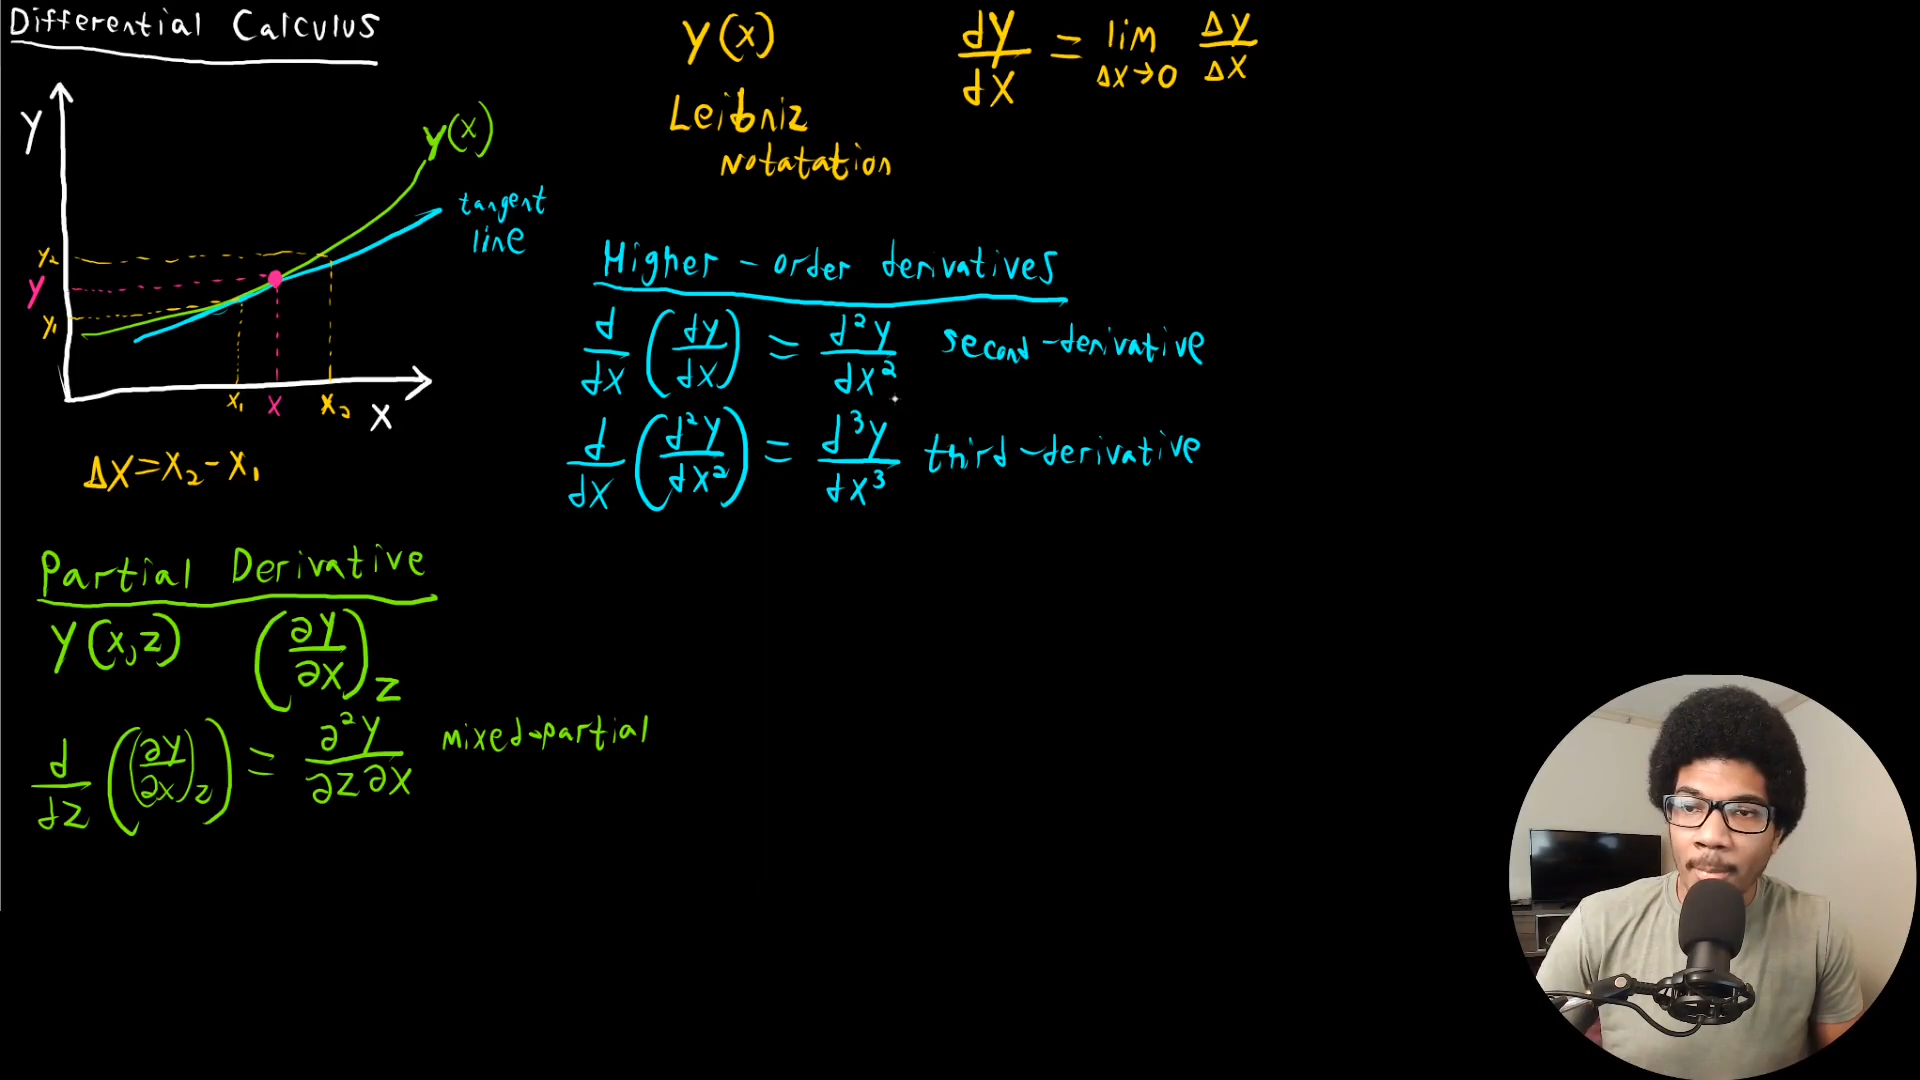 Differential Calculus
Y
y(x)
tangent
line
y₂
y
y₁
x₁ x x₂ X
Δx=x₂-x₁
y(x)
Leibniz
Notatation
dy/dx = lim Δx→0 Δy/Δx
Higher-order derivatives
d/dx (dy/dx) = d²y/dx² second-derivative
d/dx (d²y/dx²) = d³y/dx³ third-derivative
Partial Derivative
y(x,z) (∂y/∂x)z
d/dz ((∂y/∂x)z) = ∂²y/∂z∂x mixed-partial